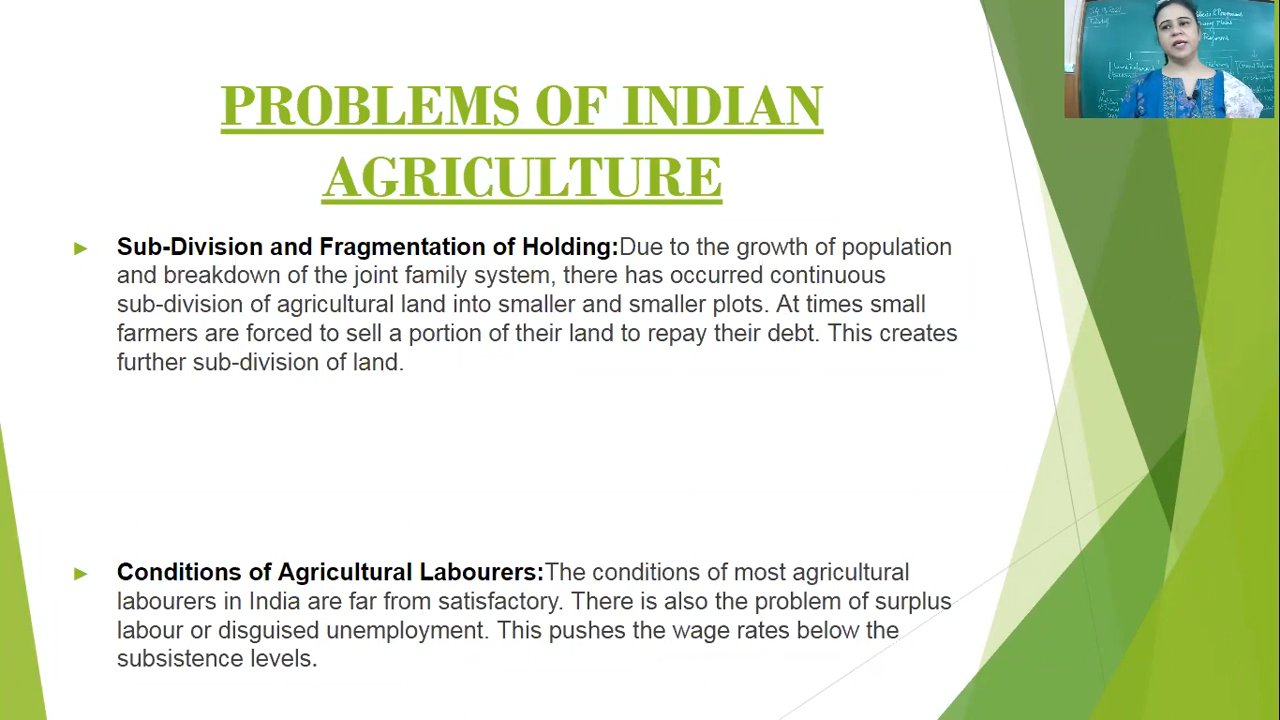 PROBLEMS OF INDIAN
AGRICULTURE
Sub-Division and Fragmentation of Holding:Due to the growth of population
and breakdown of the joint family system, there has occurred continuous
sub-division of agricultural land into smaller and smaller plots. At times small
farmers are forced to sell a portion of their land to repay their debt. This creates
further sub-division of land.
Conditions of Agricultural Labourers:The conditions of most agricultural
labourers in India are far from satisfactory. There is also the problem of surplus
labour or disguised unemployment. This pushes the wage rates below the
subsistence levels.
Reforms